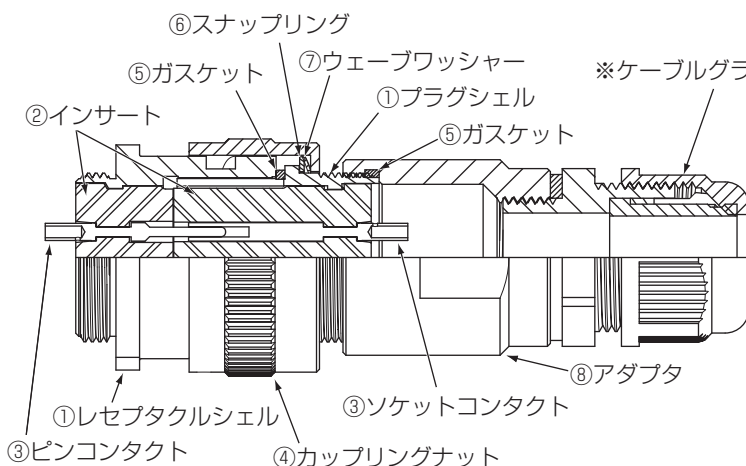 ⑥スナップリング
⑦ウェーブワッシャー
⑤ガスケット
①プラグシェル
※ケーブルグラ
②インサート
⑤ガスケット
⑧アダプタ
①レセプタクルシェル
③ソケットコンタクト
③ピンコンタクト
④カップリングナット